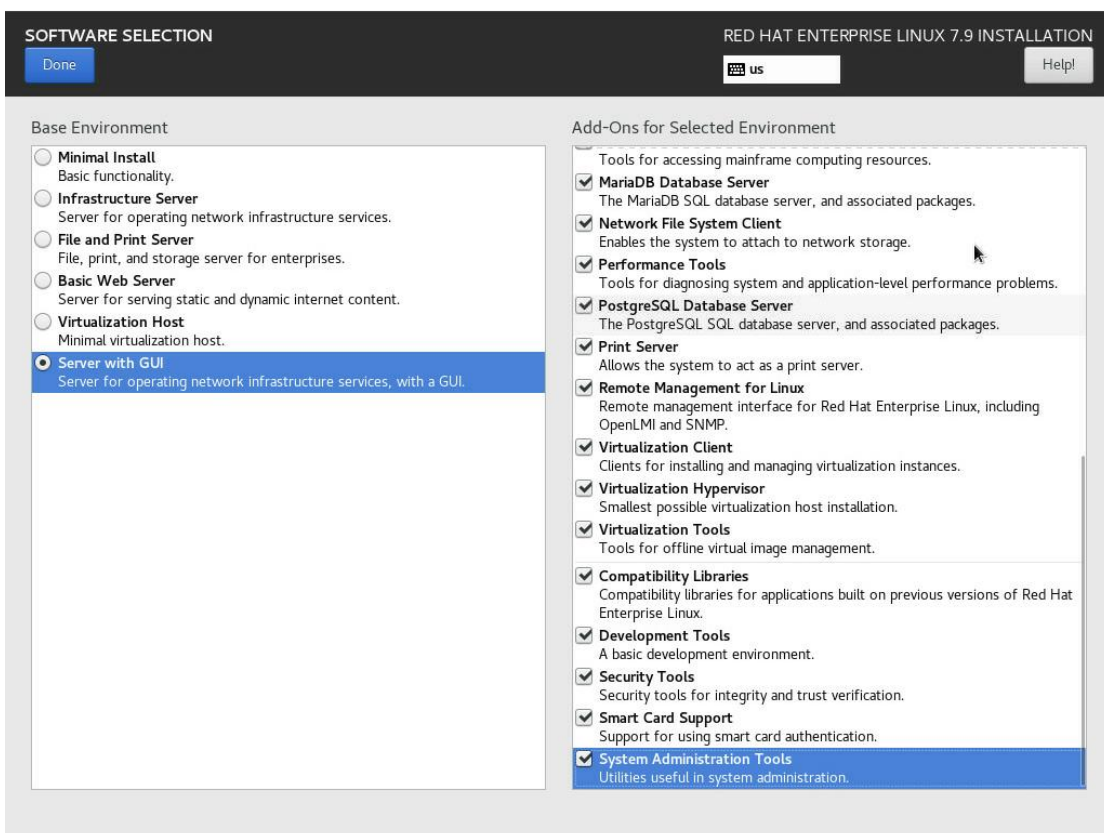 SOFTWARE SELECTION
RED HAT ENTERPRISE LINUX 7.9 INSTALLATION
Done
us
Help!
Base Environment
Minimal Install
Basic functionality.
Infrastructure Server
Server for operating network infrastructure services.
File and Print Server
File, print, and storage server for enterprises.
Basic Web Server
Server for serving static and dynamic internet content.
Virtualization Host
Minimal virtualization host.
Server with GUI
Server for operating network infrastructure services, with a GUI.
Add-Ons for Selected Environment
Tools for accessing mainframe computing resources.
MariaDB Database Server
The MariaDB SQL database server, and associated packages.
Network File System Client
Enables the system to attach to network storage.
Performance Tools
Tools for diagnosing system and application-level performance problems.
PostgreSQL Database Server
The PostgreSQL SQL database server, and associated packages.
Print Server
Allows the system to act as a print server.
Remote Management for Linux
Remote management interface for Red Hat Enterprise Linux, including
OpenLMI and SNMP.
Virtualization Client
Clients for installing and managing virtualization instances.
Virtualization Hypervisor
Smallest possible virtualization host installation.
Virtualization Tools
Tools for offline virtual image management.
Compatibility Libraries
Compatibility libraries for applications built on previous versions of Red Hat
Enterprise Linux.
Development Tools
A basic development environment.
Security Tools
Security tools for integrity and trust verification.
Smart Card Support
Support for using smart card authentication.
System Administration Tools
Utilities useful in system administration.